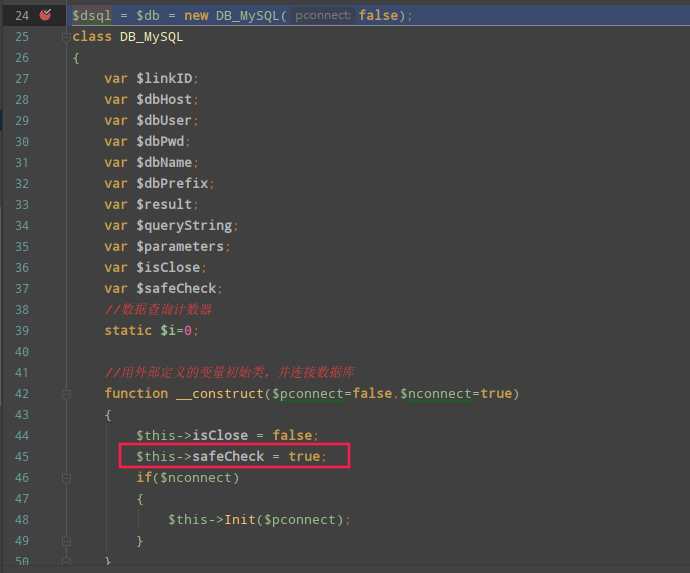 24 $dsql = $db = new DB_MySQL( pconnect: false);
25 class DB_MySQL
26 {
27 var $linkID;
28 var $dbHost;
29 var $dbUser;
30 var $dbPwd;
31 var $dbName;
32 var $dbPrefix;
33 var $result;
34 var $queryString;
35 var $parameters;
36 var $isClose;
37 var $safeCheck;
38 //数据查询计数器
39 static $i=0;
40
41 //用外部定义的变量初始类，并连接数据库
42 function __construct($pconnect=false,$nconnect=true)
43 {
44 $this->isClose = false;
45 $this->safeCheck = true;
46 if($nconnect)
47 {
48 $this->Init($pconnect);
49 }
50 }